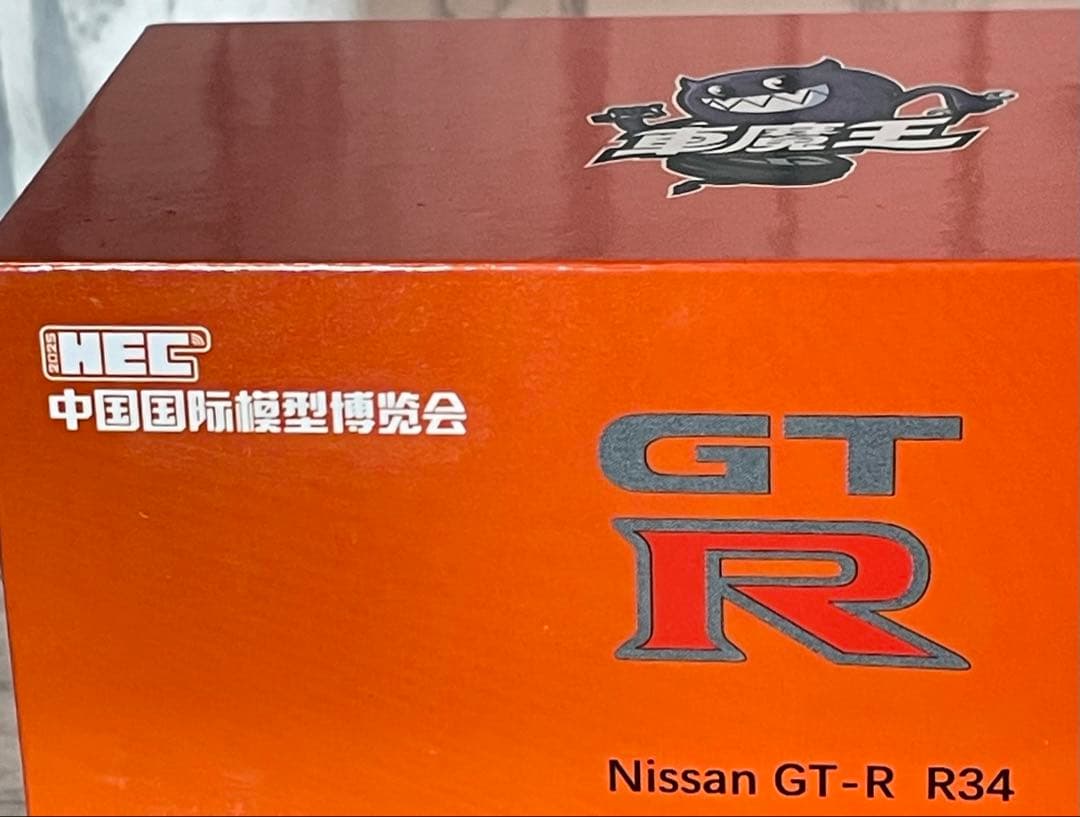 車魔王
2025 HEC
中国国际模型博览会
GT
R
Nissan GT-R R34